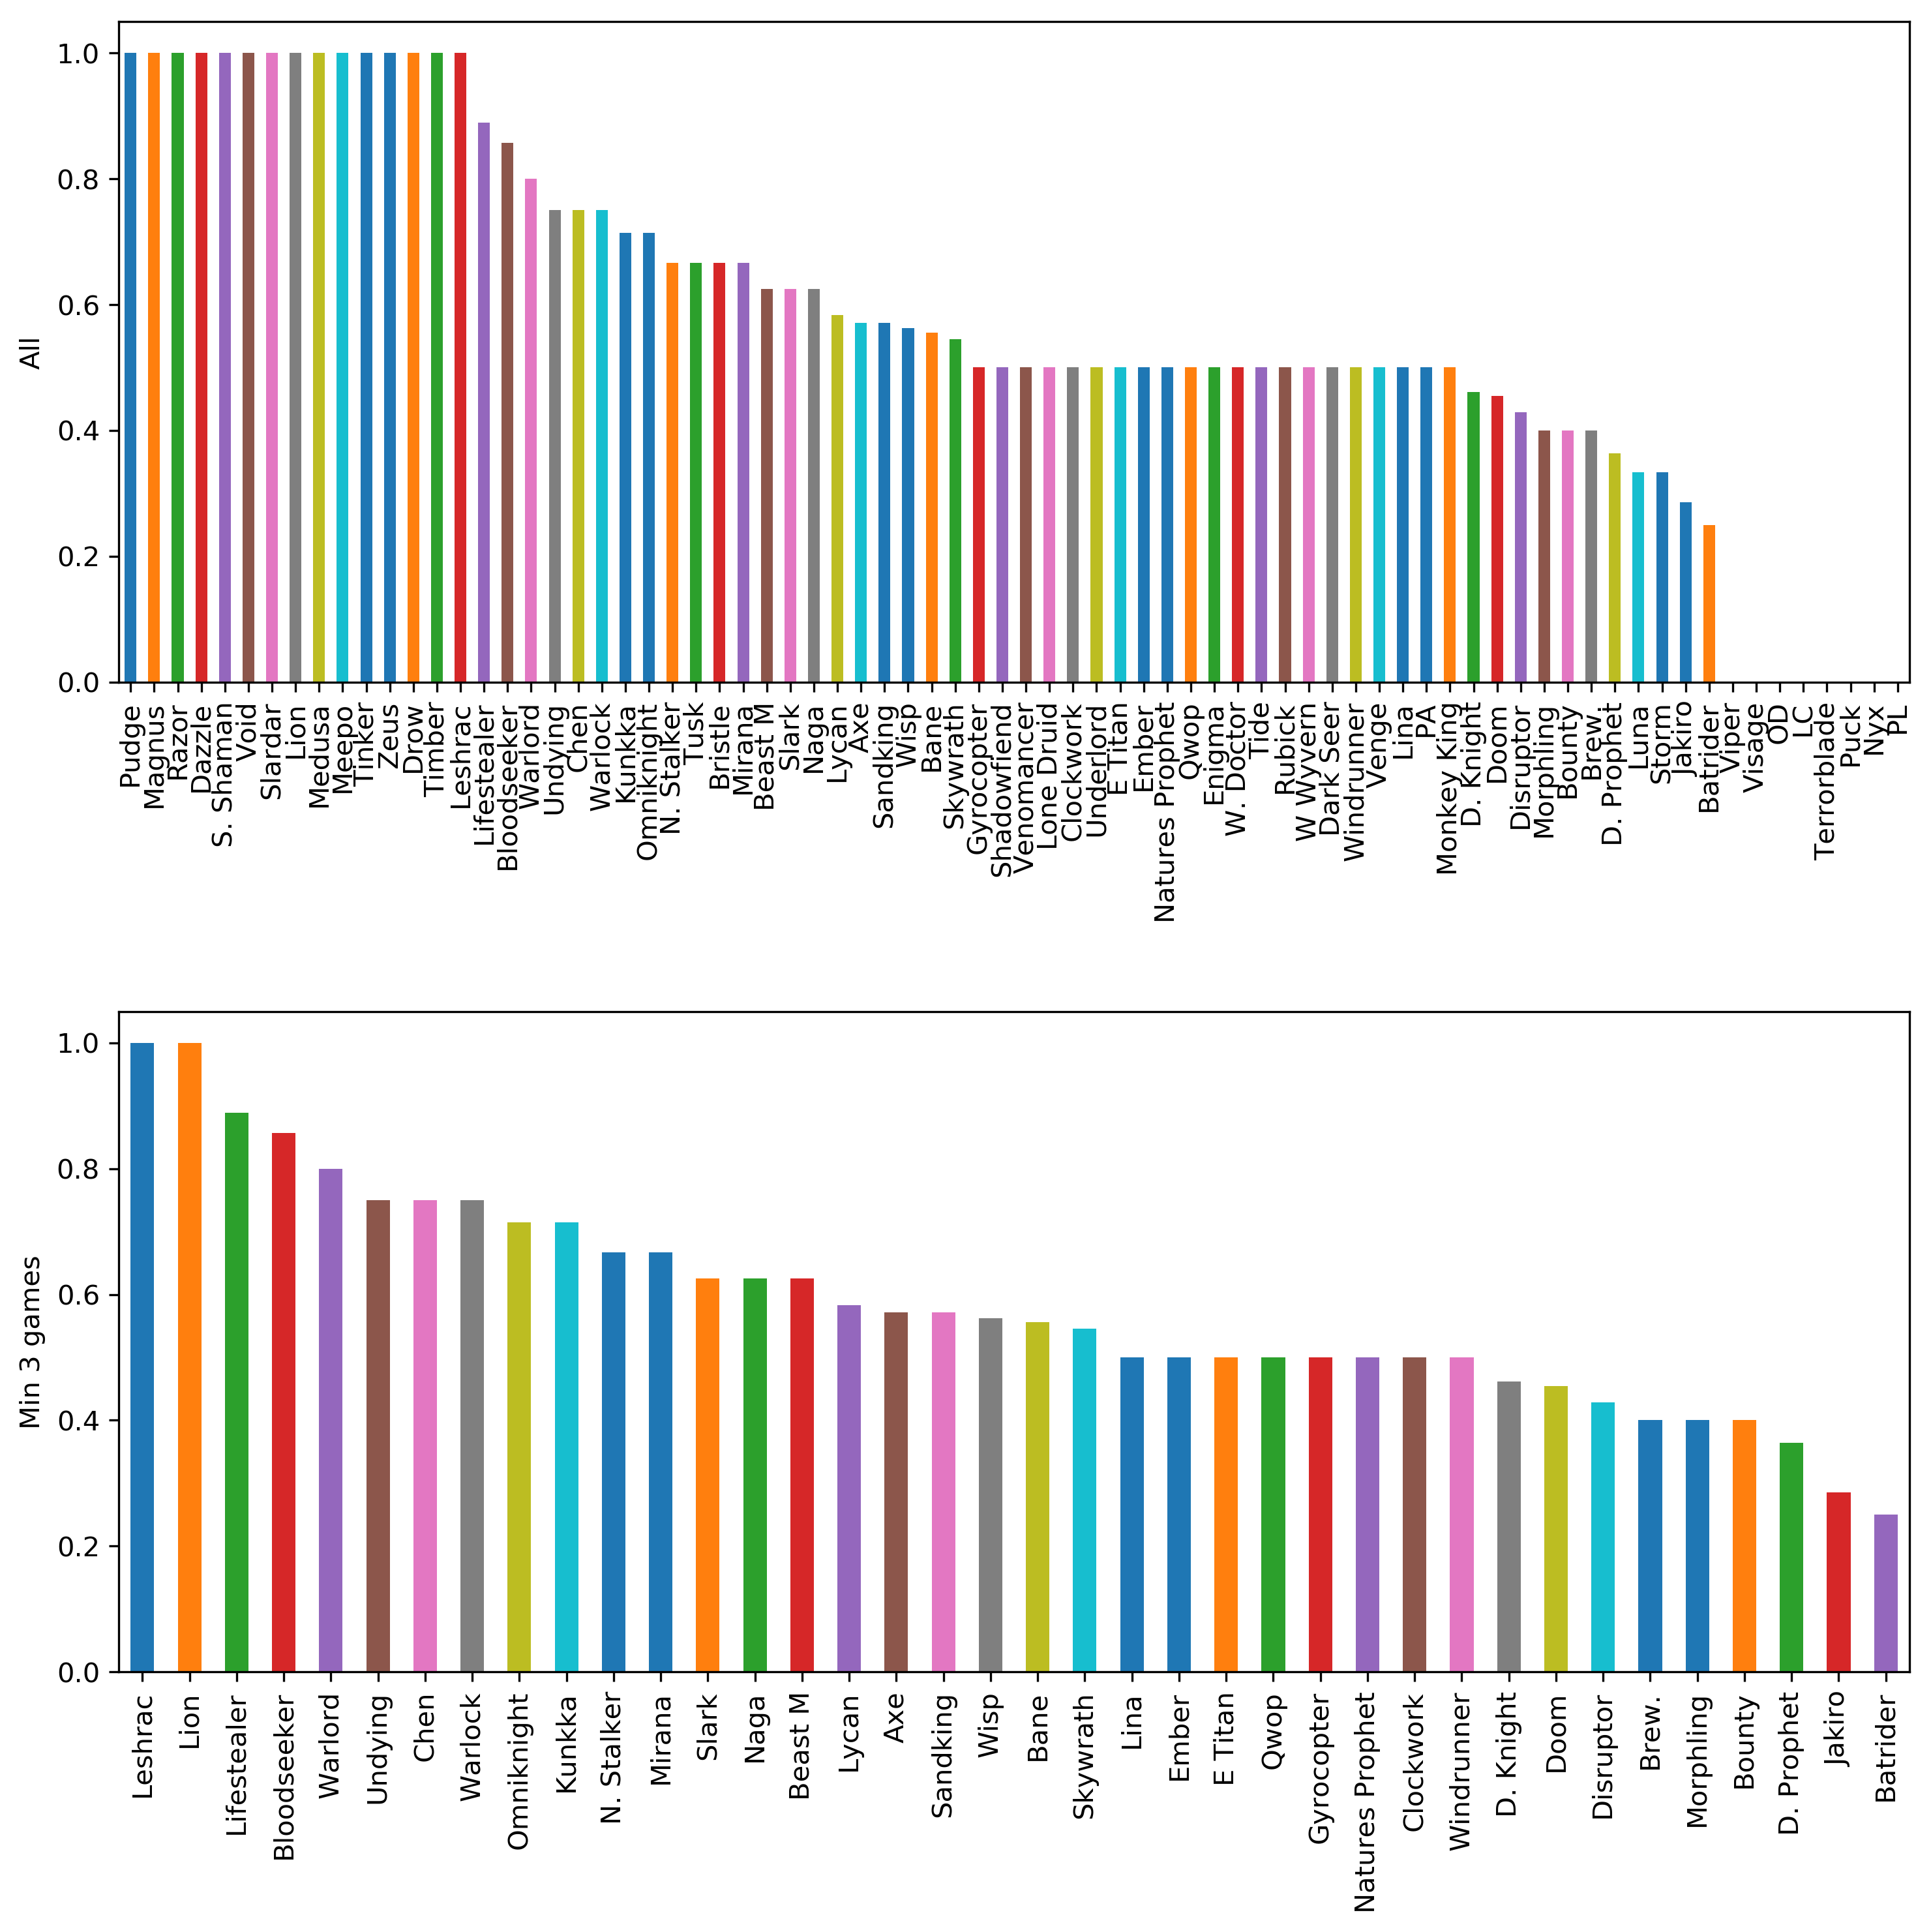 All
1.0
0.8
0.6
0.4
0.2
0.0
Pudge
Magnus
Razor
Dazzle
S. Shaman
Void
Slardar
Lion
Medusa
Meepo
Tinker
Zeus
Drow
Timber
Leshrac
Lifestealer
Bloodseeker
Warlord
Undying
Chen
Warlock
Kunkka
Omniknight
N. Stalker
Tusk
Bristle
Mirana
Beast M
Slark
Naga
Lycan
Axe
Sandking
Wisp
Bane
Skywrath
Gyrocopter
Shadowfiend
Venomancer
Lone Druid
Clockwork
Underlord
E Titan
Ember
Natures Prophet
Qwop
Enigma
W. Doctor
Tide
Rubick
W Wyvern
Dark Seer
Windrunner
Venge
Lina
PA
Monkey King
D. Knight
Doom
Disruptor
Morphling
Bounty
Brew.
D. Prophet
Luna
Storm
Jakiro
Batrider
Viper
Visage
OD
LC
Terrorblade
Puck
Nyx
PL
Min 3 games
1.0
0.8
0.6
0.4
0.2
0.0
Leshrac
Lion
Lifestealer
Bloodseeker
Warlord
Undying
Chen
Warlock
Omniknight
Kunkka
N. Stalker
Mirana
Slark
Naga
Beast M
Lycan
Axe
Sandking
Wisp
Bane
Skywrath
Lina
Ember
E Titan
Qwop
Gyrocopter
Natures Prophet
Clockwork
Windrunner
D. Knight
Doom
Disruptor
Brew.
Morphling
Bounty
D. Prophet
Jakiro
Batrider